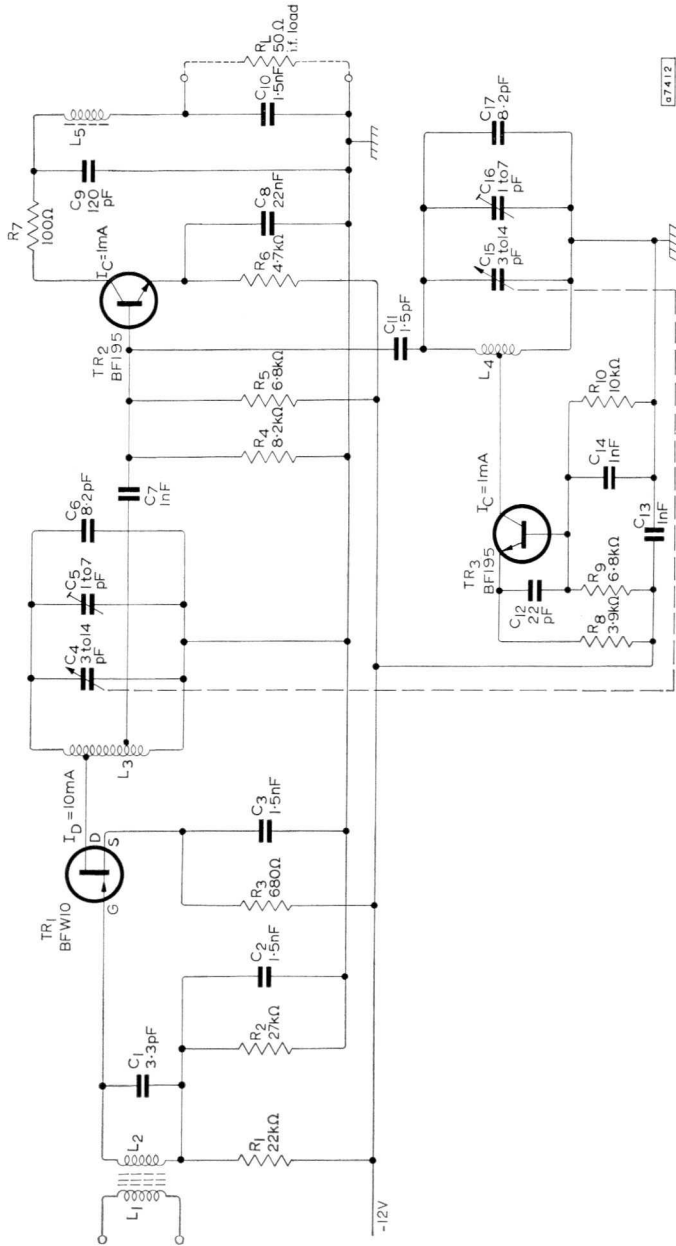 L1
L2
C1
3·3pF
R1
22kΩ
R2
27kΩ
C2
1·5nF
-12V
TR1
BFW10
G
D
S
ID=10mA
R3
680Ω
C3
1·5nF
L3
C4
3 to 14
pF
C5
1 to 7
pF
C6
8·2pF
C7
1nF
R4
8·2kΩ
R5
6·8kΩ
TR2
BF195
IC=1mA
R7
100Ω
R6
4·7kΩ
C8
22nF
C9
120
pF
L5
C10
1·5nF
RL
50Ω
i.f. load
C11
1·5pF
L4
C15
3 to 14
pF
C16
1 to 7
pF
C17
8·2pF
TR3
BF195
IC=1mA
C12
22
pF
R8
3·9kΩ
R9
6·8kΩ
C13
1nF
C14
1nF
R10
10kΩ
a7412